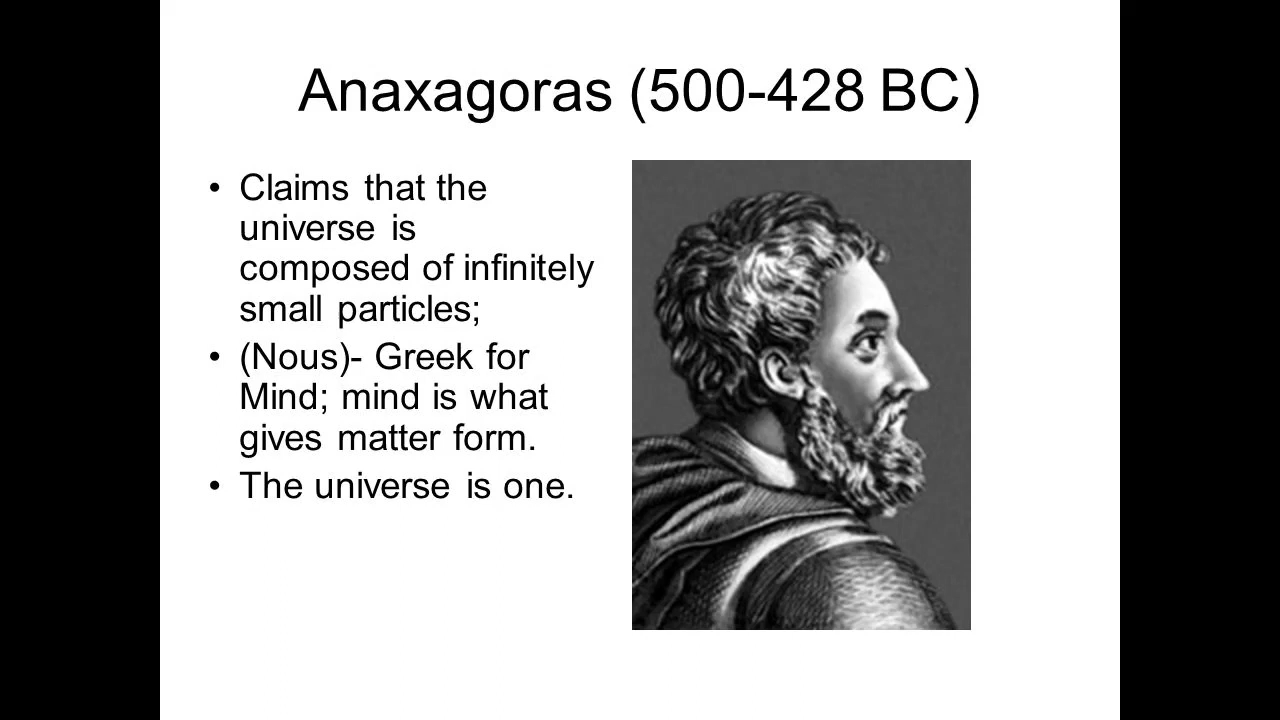 Anaxagoras (500-428 BC)
• Claims that the
universe is
composed of infinitely
small particles;
• (Nous)- Greek for
Mind; mind is what
gives matter form.
• The universe is one.